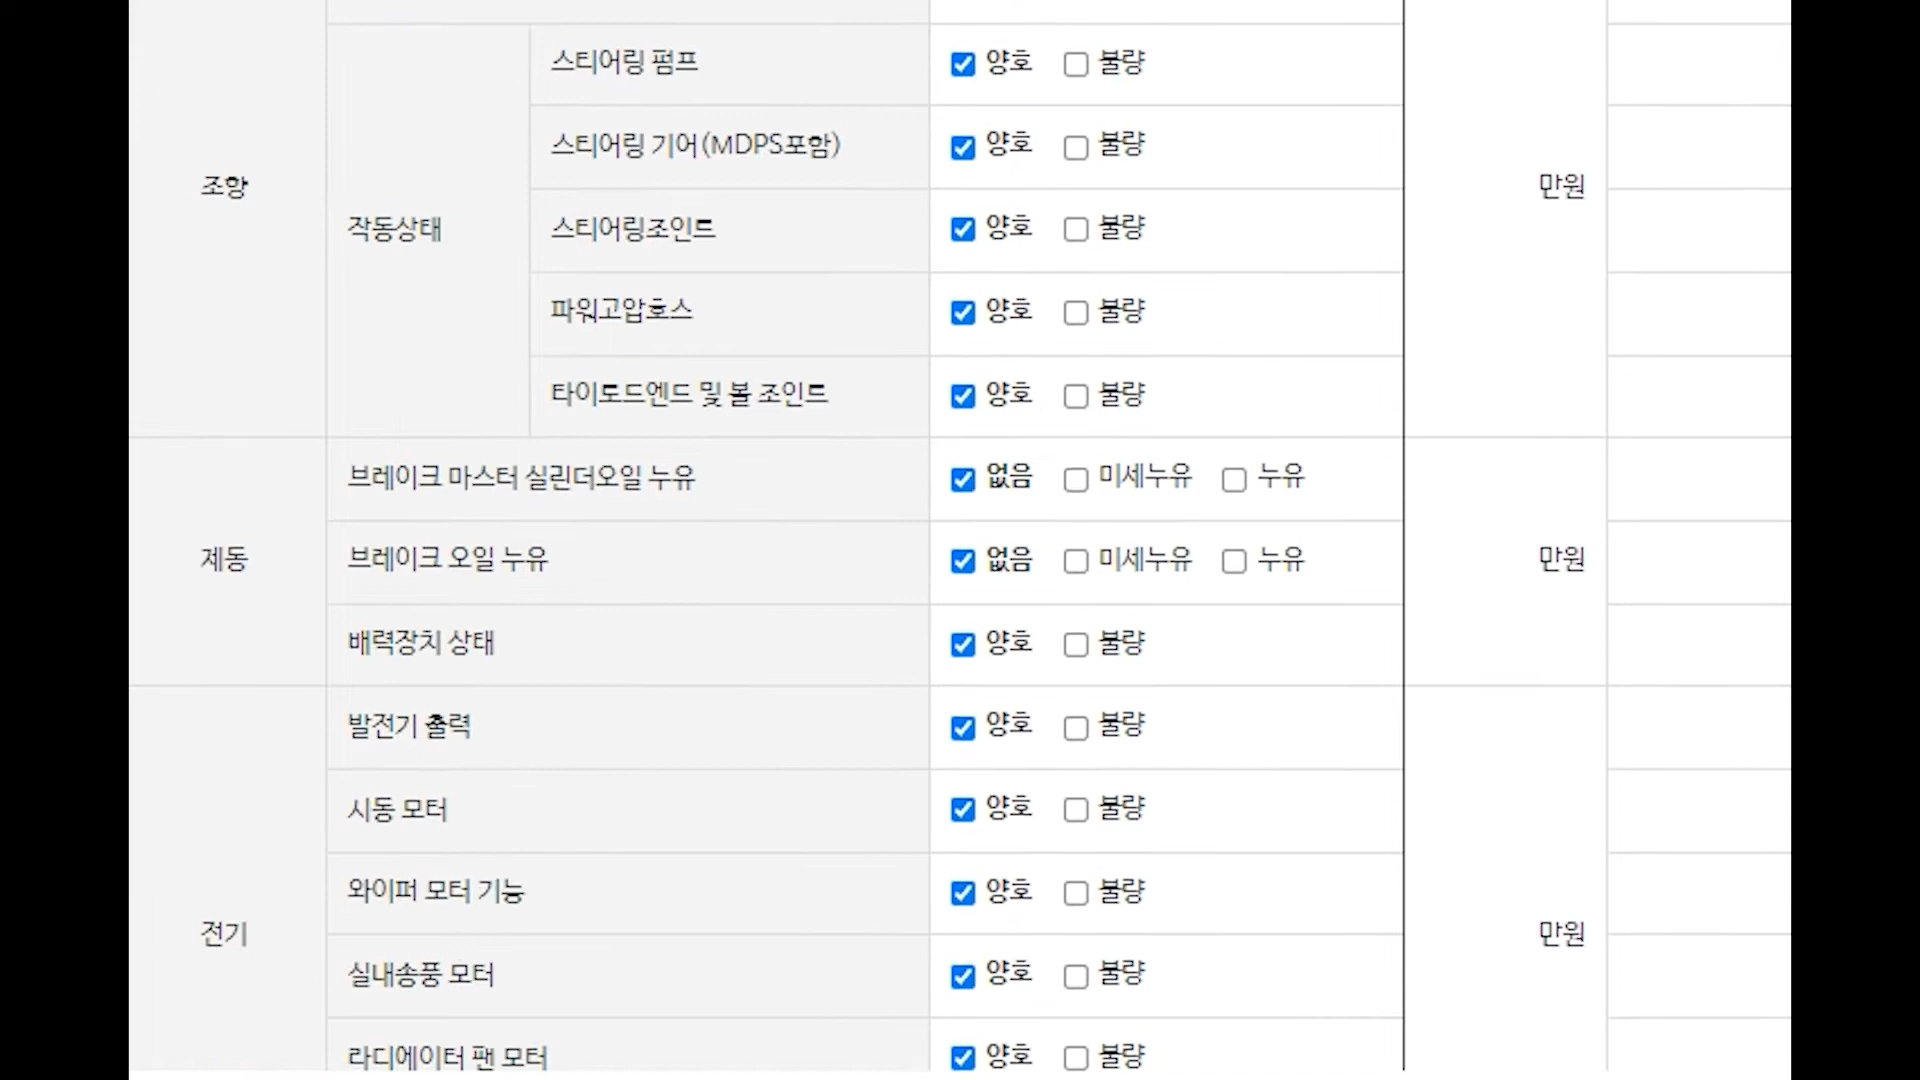 조향
작동상태
스티어링 펌프
양호 불량
스티어링 기어(MDPS포함)
양호 불량
스티어링조인트
양호 불량
파워고압호스
양호 불량
타이로드엔드 및 볼 조인트
양호 불량
만원
제동
브레이크 마스터 실린더오일 누유
없음 미세누유 누유
브레이크 오일 누유
없음 미세누유 누유
배력장치 상태
양호 불량
만원
전기
발전기 출력
양호 불량
시동 모터
양호 불량
와이퍼 모터 기능
양호 불량
실내송풍 모터
양호 불량
라디에이터 팬 모터
양호 불량
만원